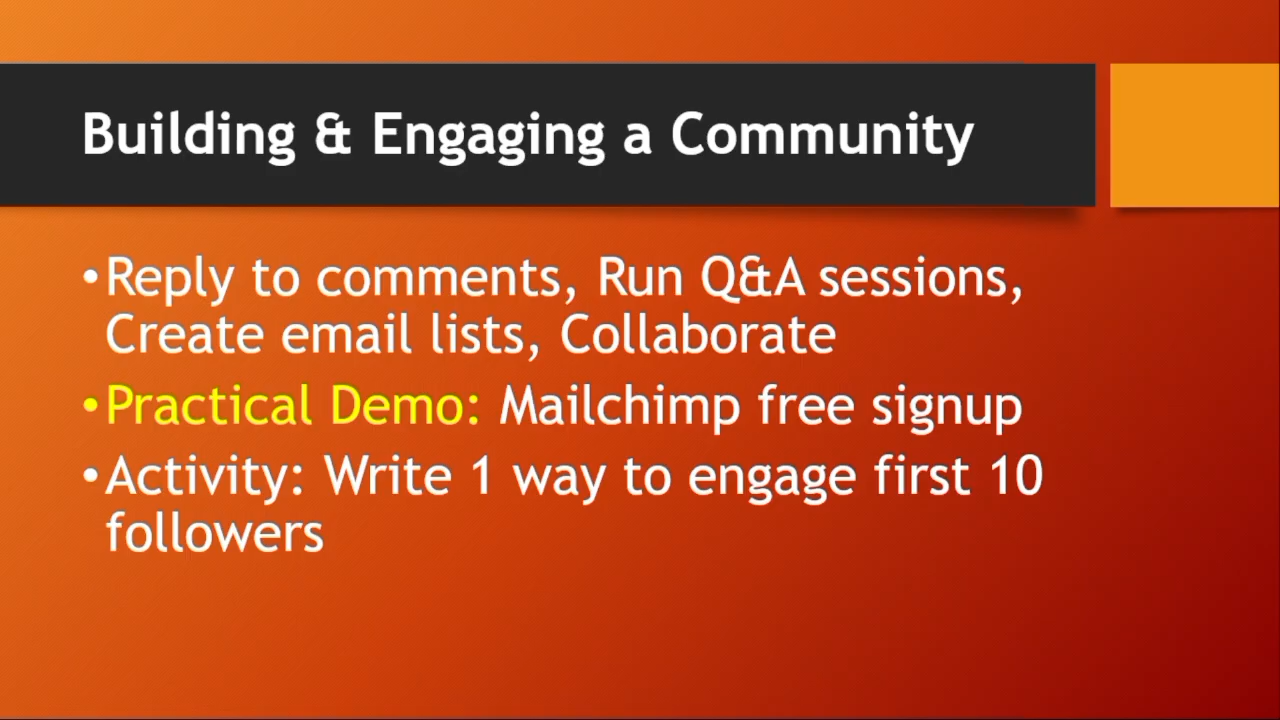 Building & Engaging a Community
•Reply to comments, Run Q&A sessions,
Create email lists, Collaborate
•Practical Demo: Mailchimp free signup
•Activity: Write 1 way to engage first 10
followers